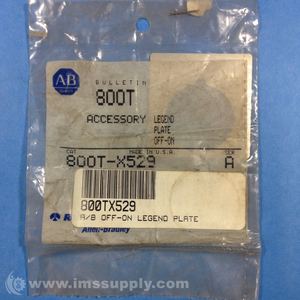 AB
BULLETIN
800T
ACCESSORY
LEGEND
PLATE
OFF-ON
CAT
MADE IN U.S.A.
SER
800T-X529
A
800TX529
A/B OFF-ON LEGEND PLATE
Allen-Bradley
www.imssupply.com